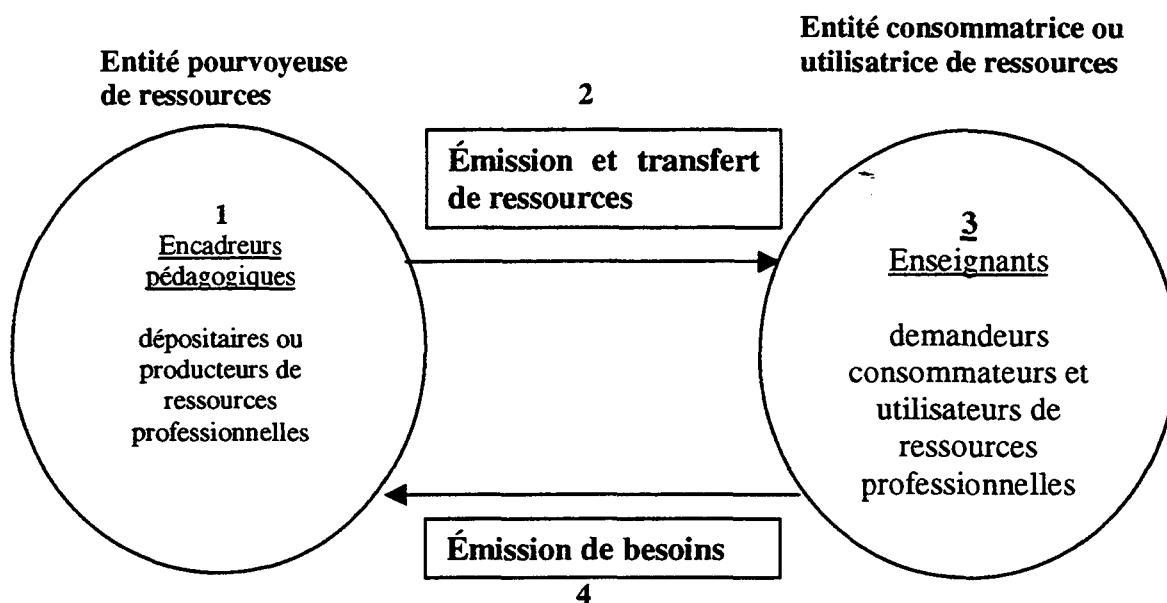 Entité pourvoyeuse
de ressources
Entité consommatrice ou
utilisatrice de ressources
2
Émission et transfert
de ressources
1
Encadreurs
pédagogiques
dépositaires ou
producteurs de
ressources
professionnelles
3
Enseignants
demandeurs
consommateurs et
utilisateurs de
ressources
professionnelles
Émission de besoins
4